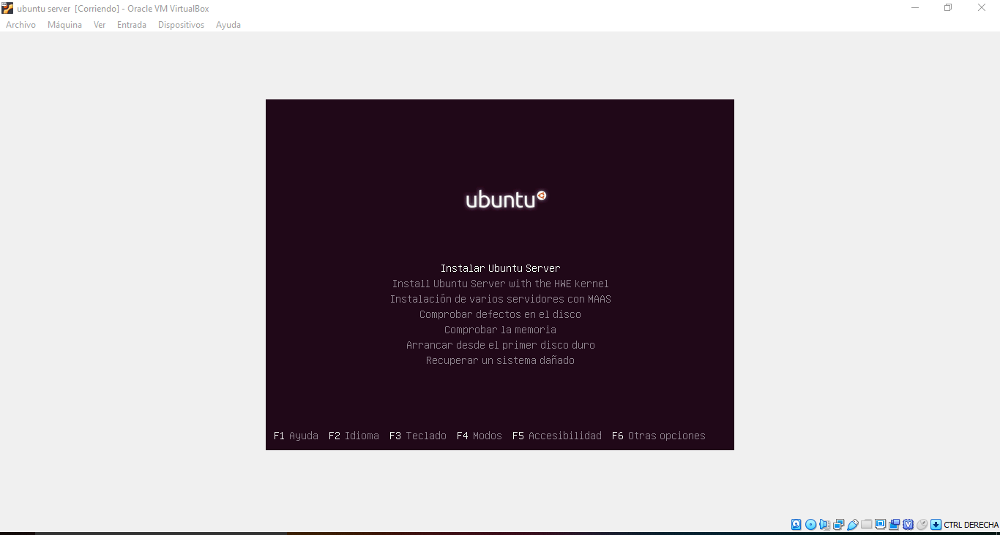 ubuntu server [Corriendo] - Oracle VM VirtualBox
Archivo Máquina Ver Entrada Dispositivos Ayuda
ubuntu
Instalar Ubuntu Server
Install Ubuntu Server with the HWE kernel
Instalación de varios servidores con MAAS
Comprobar defectos en el disco
Comprobar la memoria
Arrancar desde el primer disco duro
Recuperar un sistema dañado
F1 Ayuda F2 Idioma F3 Teclado F4 Modos F5 Accesibilidad F6 Otras opciones
CTRL DERECHA